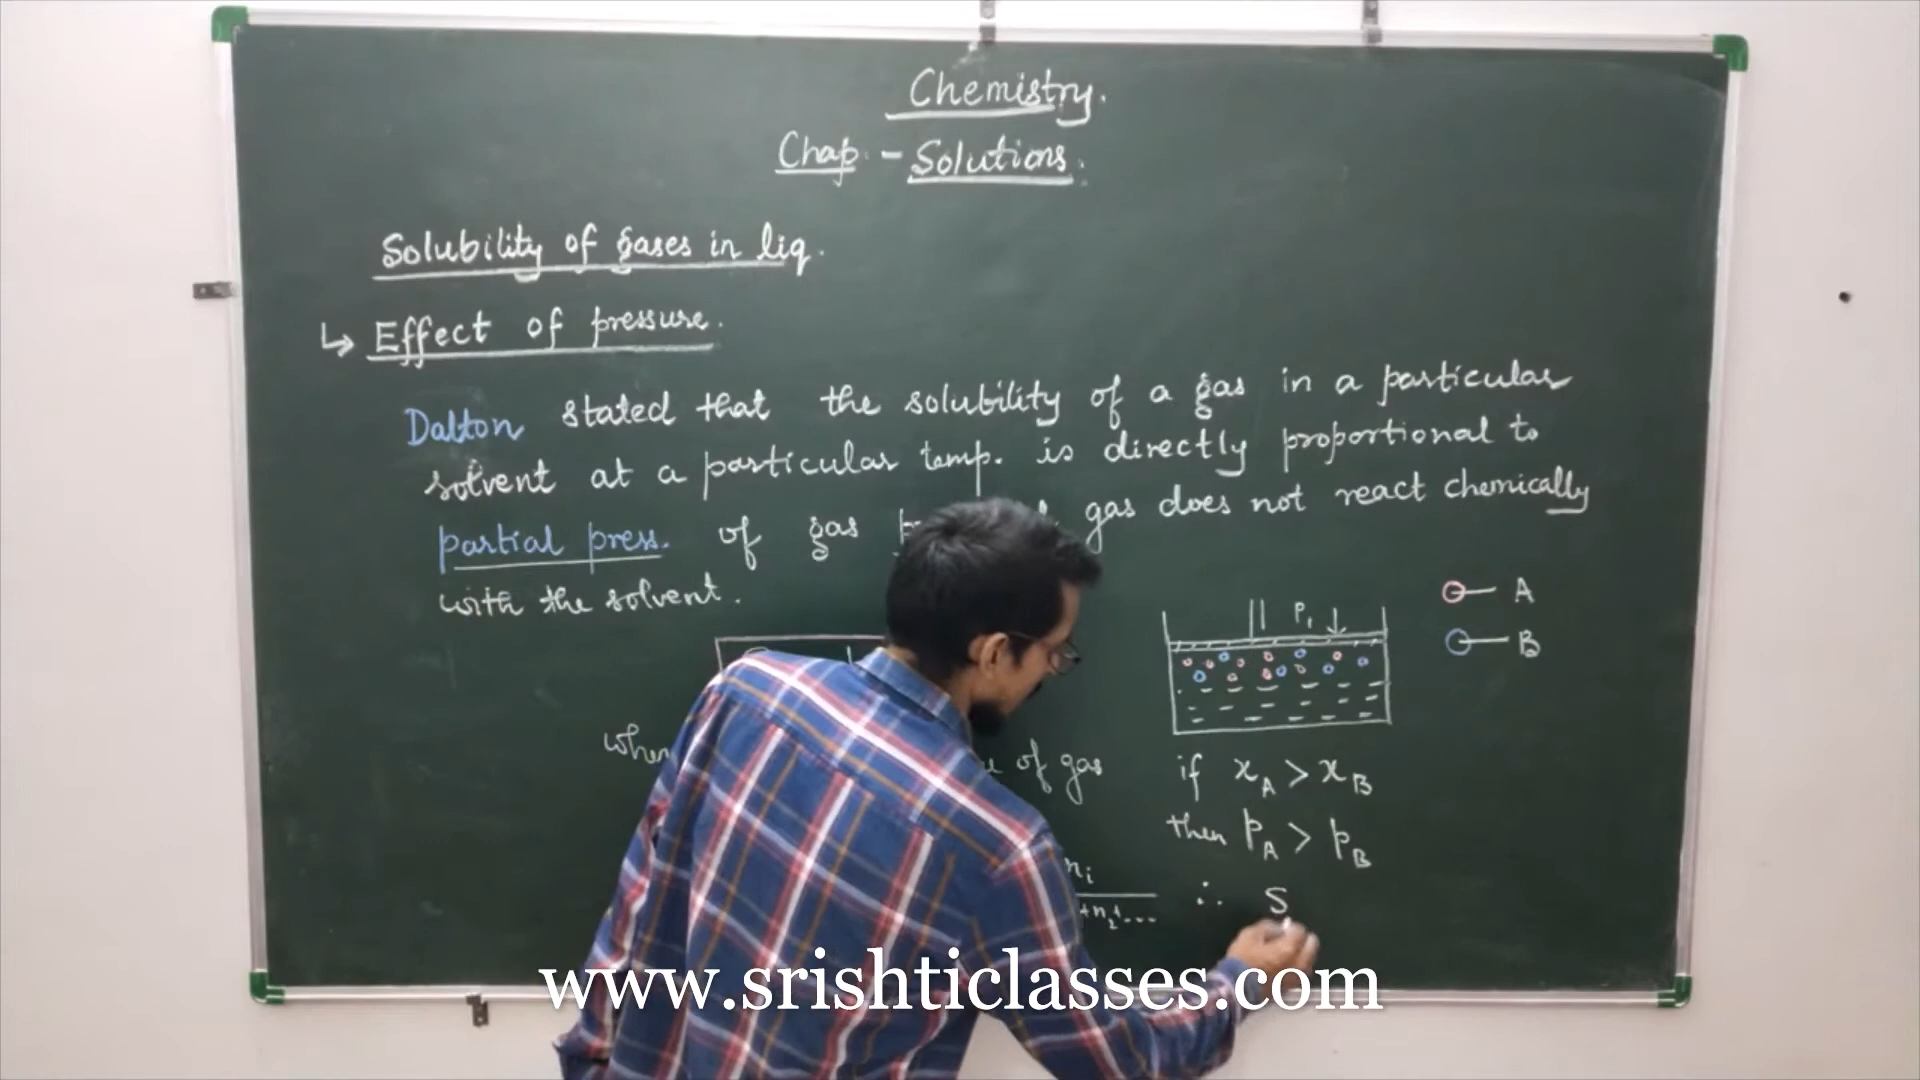 Chemistry.
Chap. - Solutions.
Solubility of gases in liq.
↳ Effect of pressure.
Dalton stated that the solubility of a gas in a particular
solvent at a particular temp. is directly proportional to
partial press. of gas gas does not react chemically
with the solvent.
P₁
A
B
of gas
if x_A > x_B
then p_A > p_B
n_i
+n₂+...
∴ S
www.srishticlasses.com